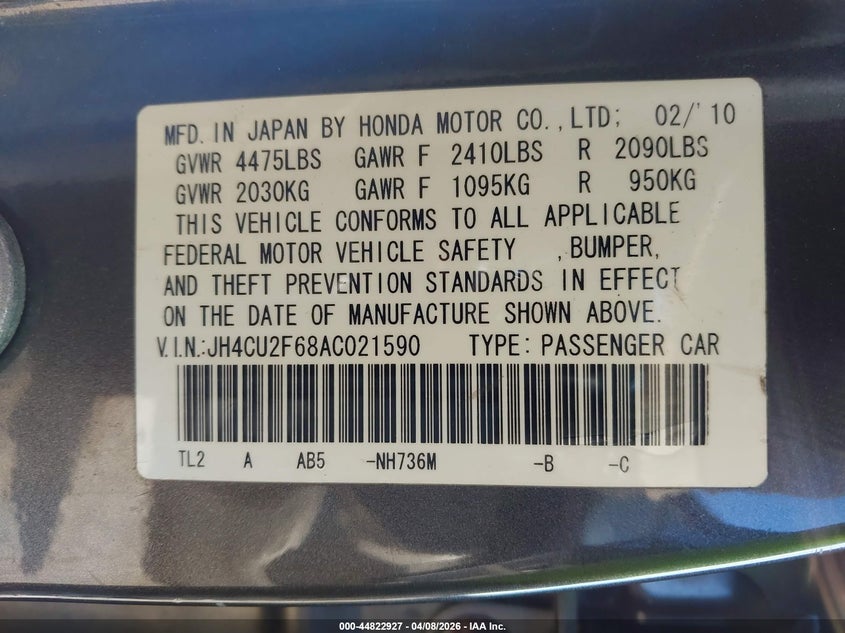 MFD. IN JAPAN BY HONDA MOTOR CO., LTD; 02/'10
GVWR 4475LBS GAWR F 2410LBS R 2090LBS
GVWR 2030KG GAWR F 1095KG R 950KG
THIS VEHICLE CONFORMS TO ALL APPLICABLE
FEDERAL MOTOR VEHICLE SAFETY , BUMPER,
AND THEFT PREVENTION STANDARDS IN EFFECT
ON THE DATE OF MANUFACTURE SHOWN ABOVE.
V.I.N.:JH4CU2F68AC021590 TYPE: PASSENGER CAR
TL2 A AB5 -NH736M -B -C
000-44822927 - 04/08/2026 - IAA Inc.